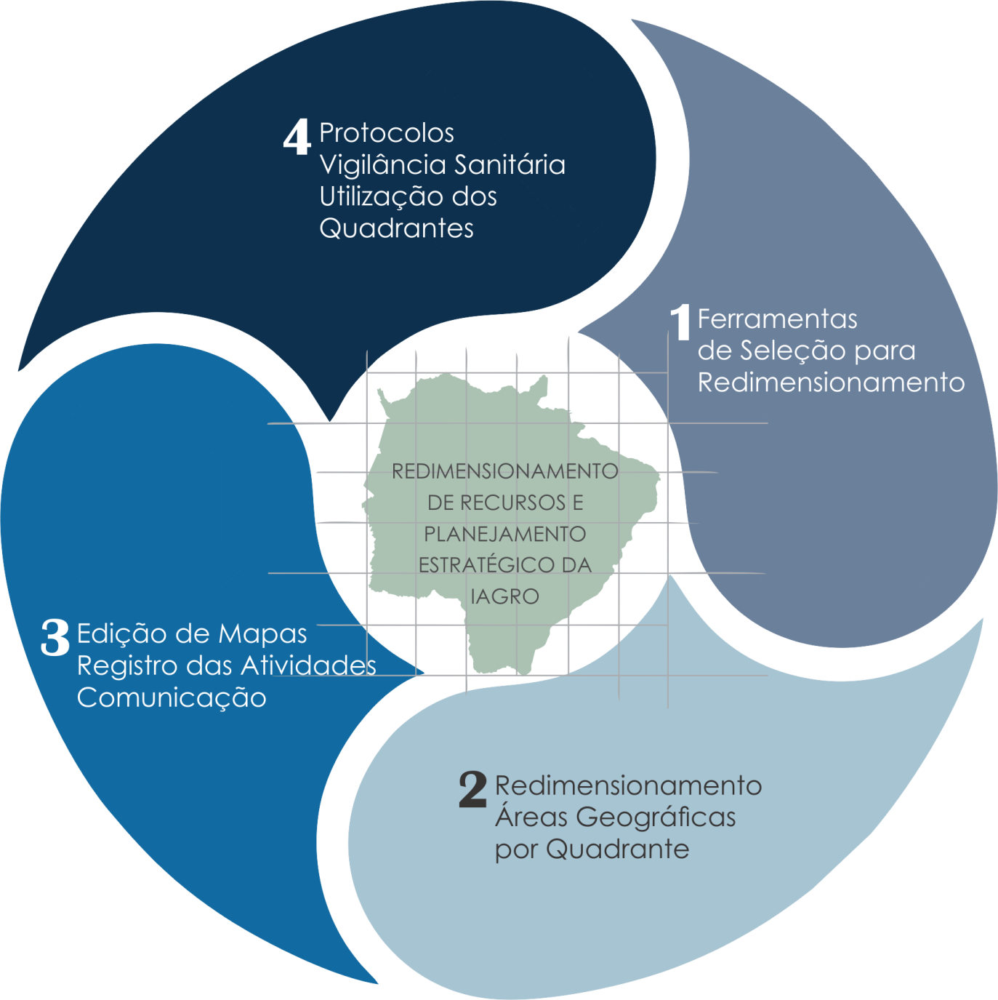 4 Protocolos
Vigilância Sanitária
Utilização dos
Quadrantes
1 Ferramentas
de Seleção para
Redimensionamento
REDIMENSIONAMENTO
DE RECURSOS E
PLANEJAMENTO
ESTRATÉGICO DA
IAGRO
3 Edição de Mapas
Registro das Atividades
Comunicação
2 Redimensionamento
Áreas Geográficas
por Quadrante